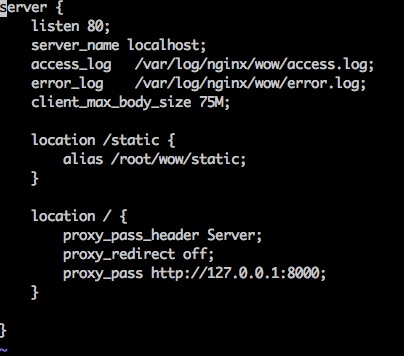 server {
    listen 80;
    server_name localhost;
    access_log   /var/log/nginx/wow/access.log;
    error_log    /var/log/nginx/wow/error.log;
    client_max_body_size 75M;

    location /static {
        alias /root/wow/static;
    }

    location / {
        proxy_pass_header Server;
        proxy_redirect off;
        proxy_pass http://127.0.0.1:8000;
    }

}
~